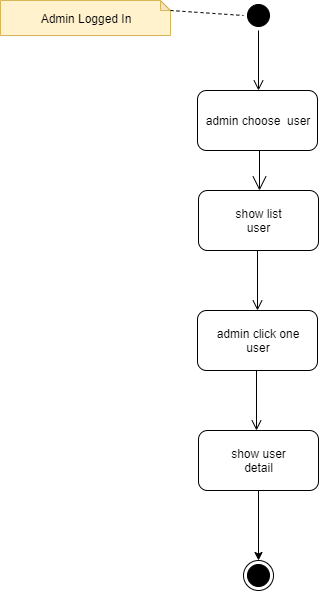 Admin Logged In
admin choose  user
show list
user
admin click one
user
show user
detail